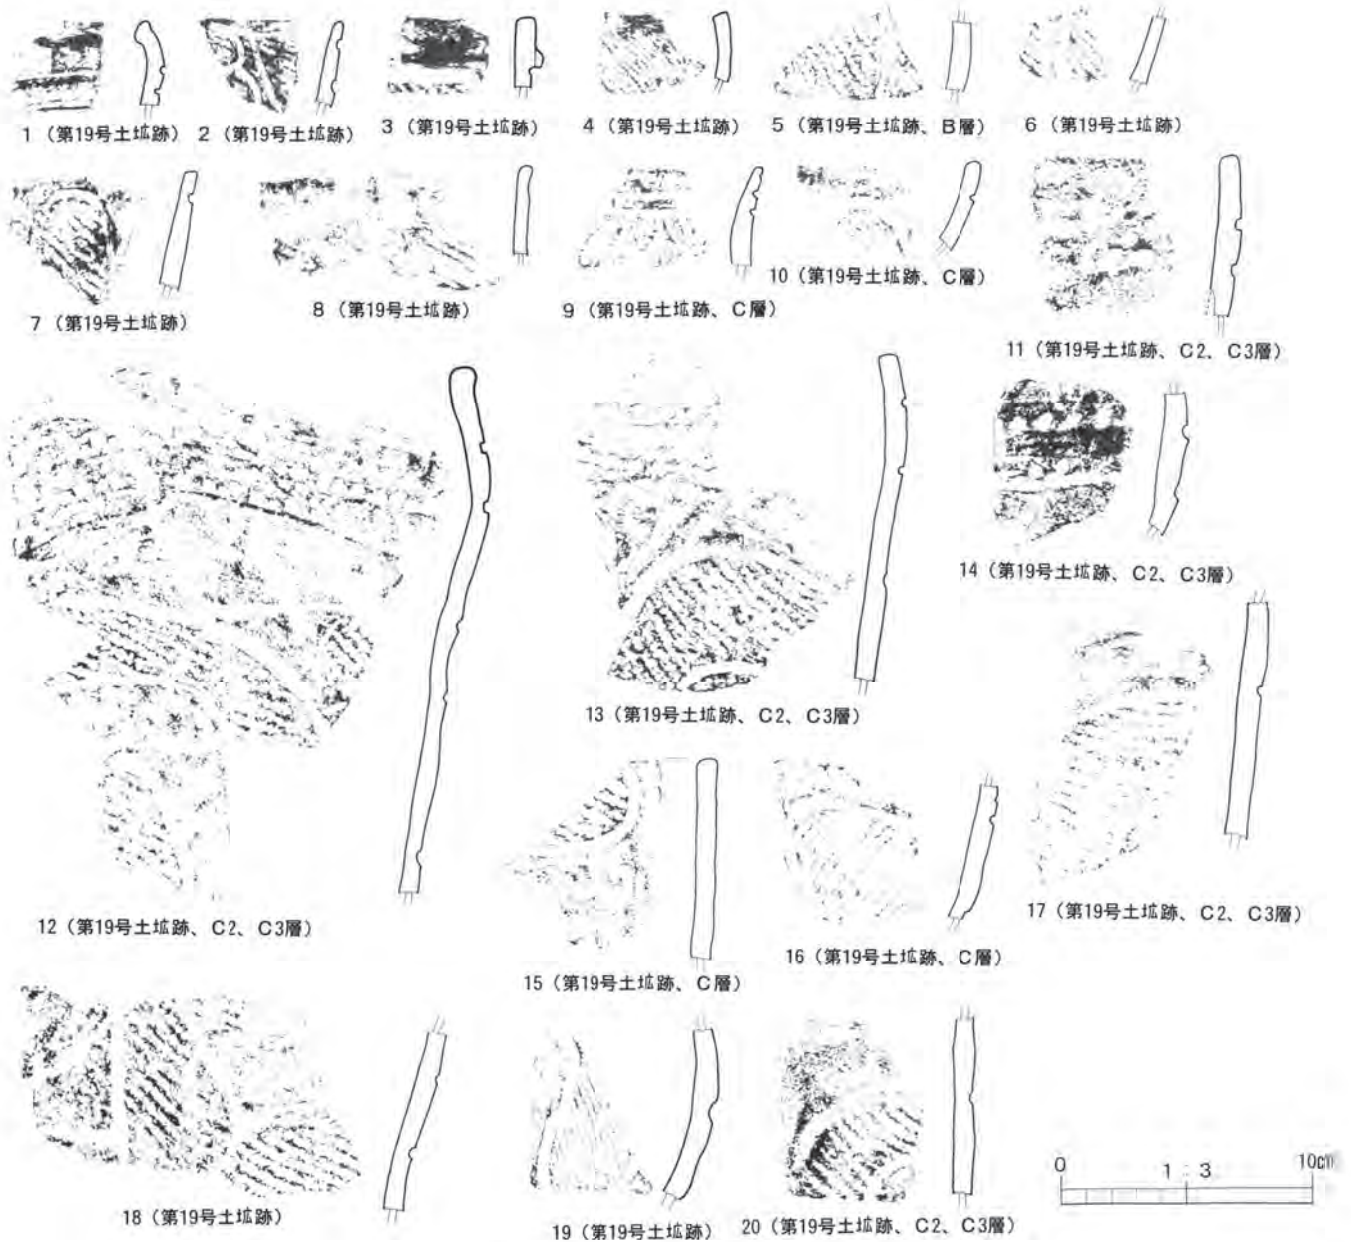 1（第19号土坑跡）
2（第19号土坑跡）
3（第19号土坑跡）
4（第19号土坑跡）
5（第19号土坑跡、B層）
6（第19号土坑跡）
7（第19号土坑跡）
8（第19号土坑跡）
9（第19号土坑跡、C層）
10（第19号土坑跡、C層）
11（第19号土坑跡、C2、C3層）
12（第19号土坑跡、C2、C3層）
13（第19号土坑跡、C2、C3層）
14（第19号土坑跡、C2、C3層）
15（第19号土坑跡、C層）
16（第19号土坑跡、C層）
17（第19号土坑跡、C2、C3層）
18（第19号土坑跡）
19（第19号土坑跡）
20（第19号土坑跡、C2、C3層）
0 1：3 10cm